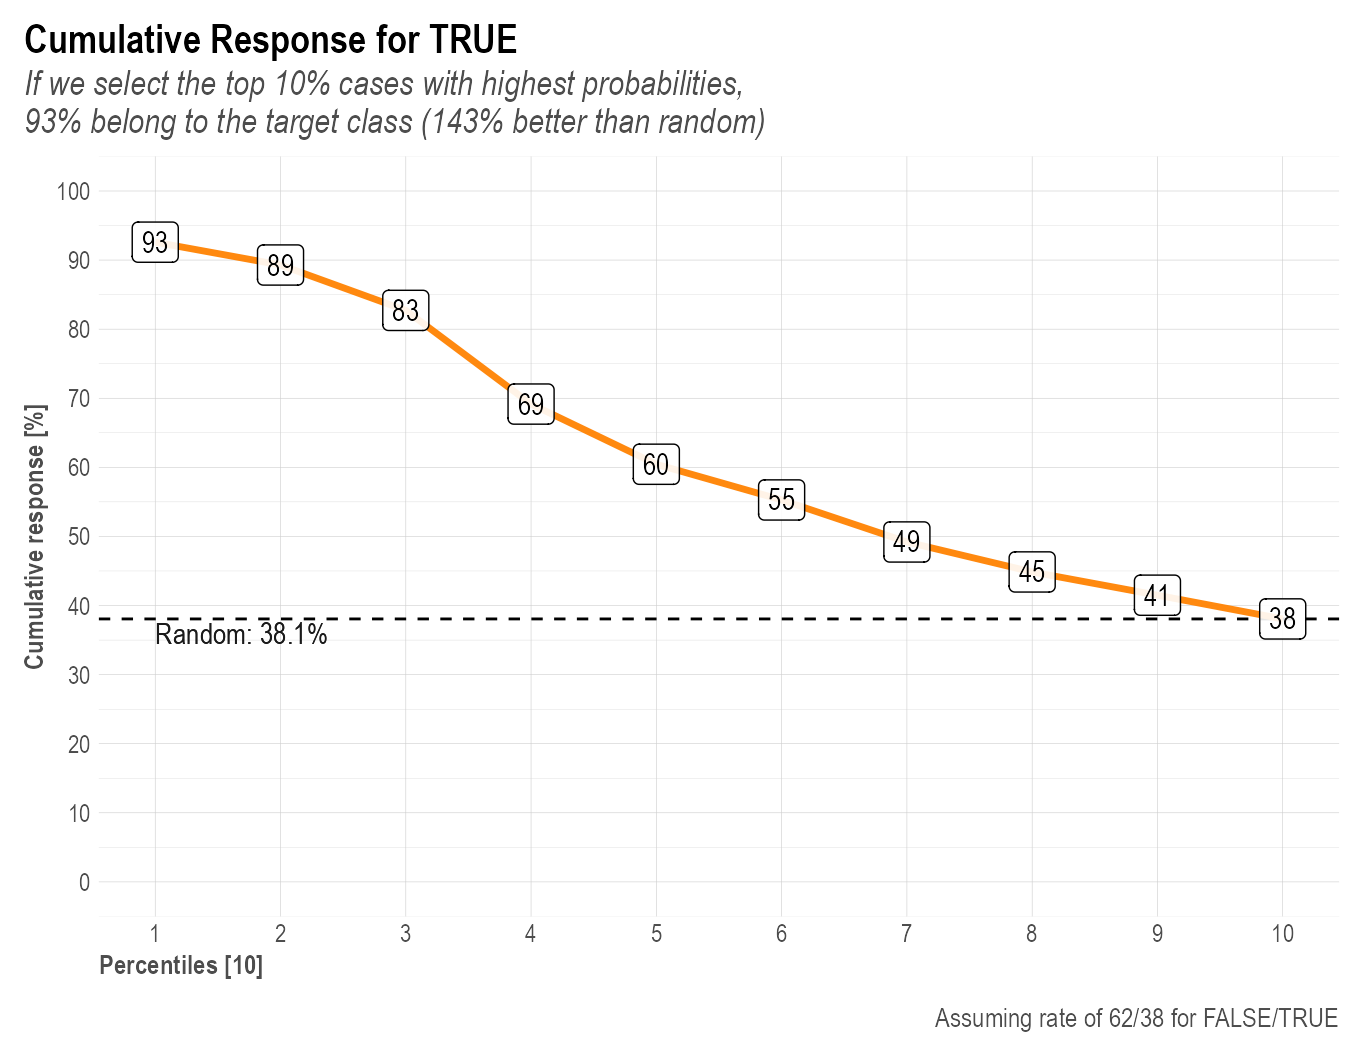 Cumulative Response for TRUE
If we select the top 10% cases with highest probabilities,
93% belong to the target class (143% better than random)
Cumulative response [%]
100
90
80
70
60
50
40
30
20
10
0
93
89
83
69
60
55
49
45
41
38
Random: 38.1%
1 2 3 4 5 6 7 8 9 10
Percentiles [10]
Assuming rate of 62/38 for FALSE/TRUE